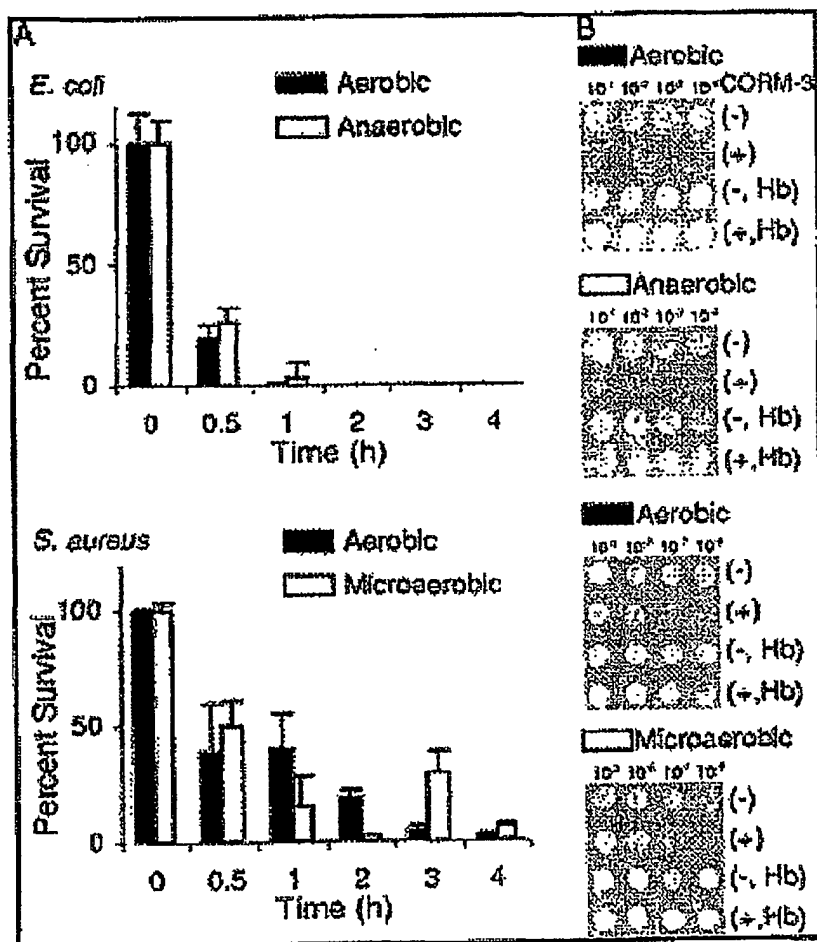 A
E. coli
Aerobic
Anaerobic
Percent Survival
100
50
0
0 0.5 1 2 3 4
Time (h)
S. aureus
Aerobic
Microaerobic
Percent Survival
100
50
0
0 0.5 1 2 3 4
Time (h)
B
Aerobic
CORM-3
(-)
(+)
(-, Hb)
(+,Hb)
Anaerobic
(-)
(+)
(-, Hb)
(+,Hb)
Aerobic
(-)
(+)
(-, Hb)
(+,Hb)
Microaerobic
(-)
(+)
(-, Hb)
(+,Hb)